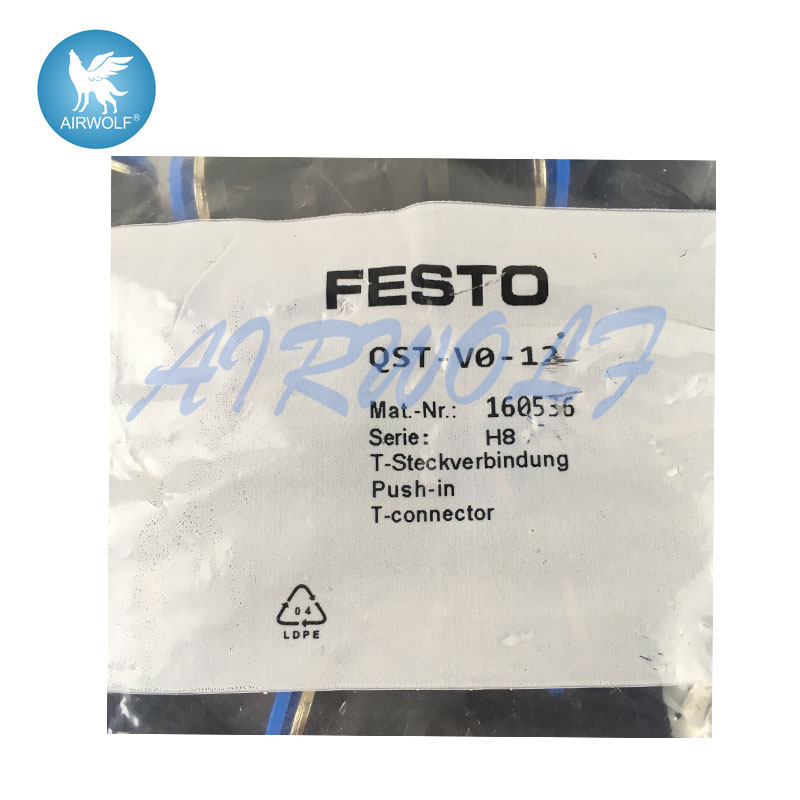 AIRWOLF®
FESTO
AIRWOLF
QST-V0-12
Mat.-Nr.: 160536
Serie: H8
T-Steckverbindung
Push-in
T-connector
04
LDPE